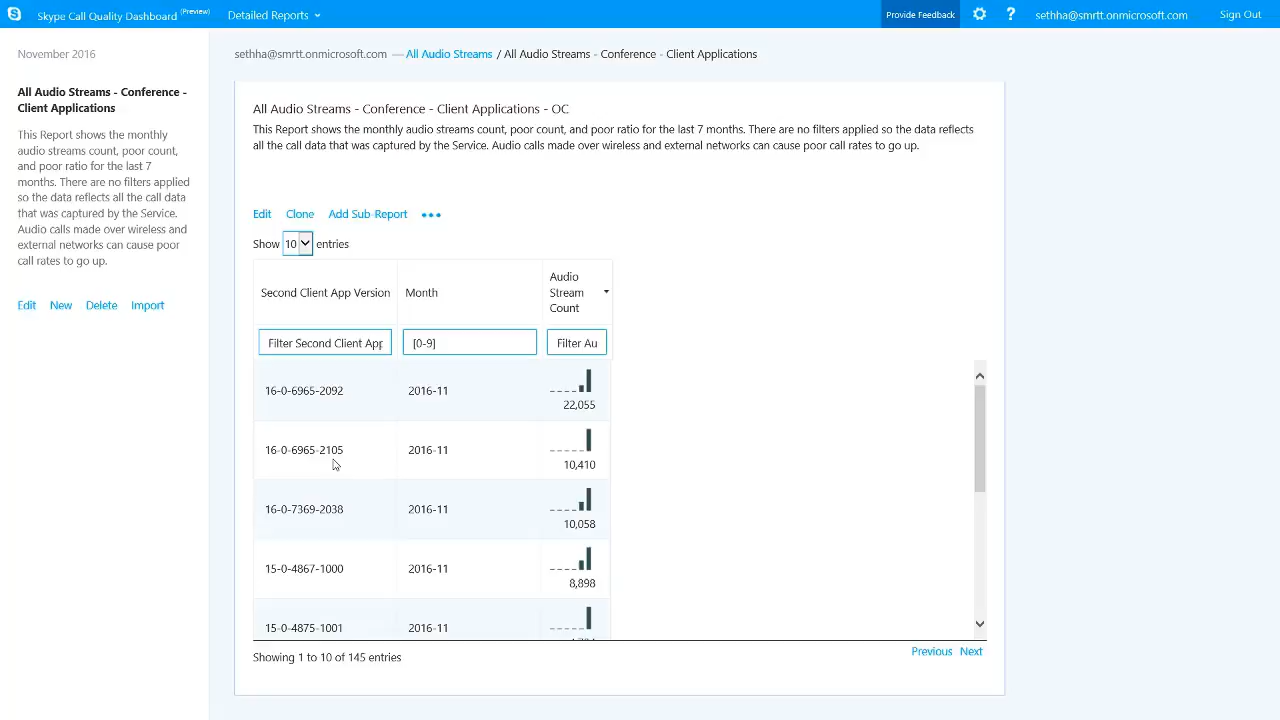 Skype Call Quality Dashboard (Preview)
Detailed Reports
Provide Feedback
?
sethha@smrtt.onmicrosoft.com
Sign Out
November 2016
All Audio Streams - Conference -
Client Applications
This Report shows the monthly
audio streams count, poor count,
and poor ratio for the last 7
months. There are no filters applied
so the data reflects all the call data
that was captured by the Service.
Audio calls made over wireless and
external networks can cause poor
call rates to go up.
Edit New Delete Import
sethha@smrtt.onmicrosoft.com — All Audio Streams / All Audio Streams - Conference - Client Applications
All Audio Streams - Conference - Client Applications - OC
This Report shows the monthly audio streams count, poor count, and poor ratio for the last 7 months. There are no filters applied so the data reflects
all the call data that was captured by the Service. Audio calls made over wireless and external networks can cause poor call rates to go up.
Edit Clone Add Sub-Report •••
Show 10 entries
Second Client App Version
Month
Audio
Stream
Count
Filter Second Client App
[0-9]
Filter Au
16-0-6965-2092 2016-11 22,055
16-0-6965-2105 2016-11 10,410
16-0-7369-2038 2016-11 10,058
15-0-4867-1000 2016-11 8,898
15-0-4875-1001 2016-11
Showing 1 to 10 of 145 entries
Previous Next